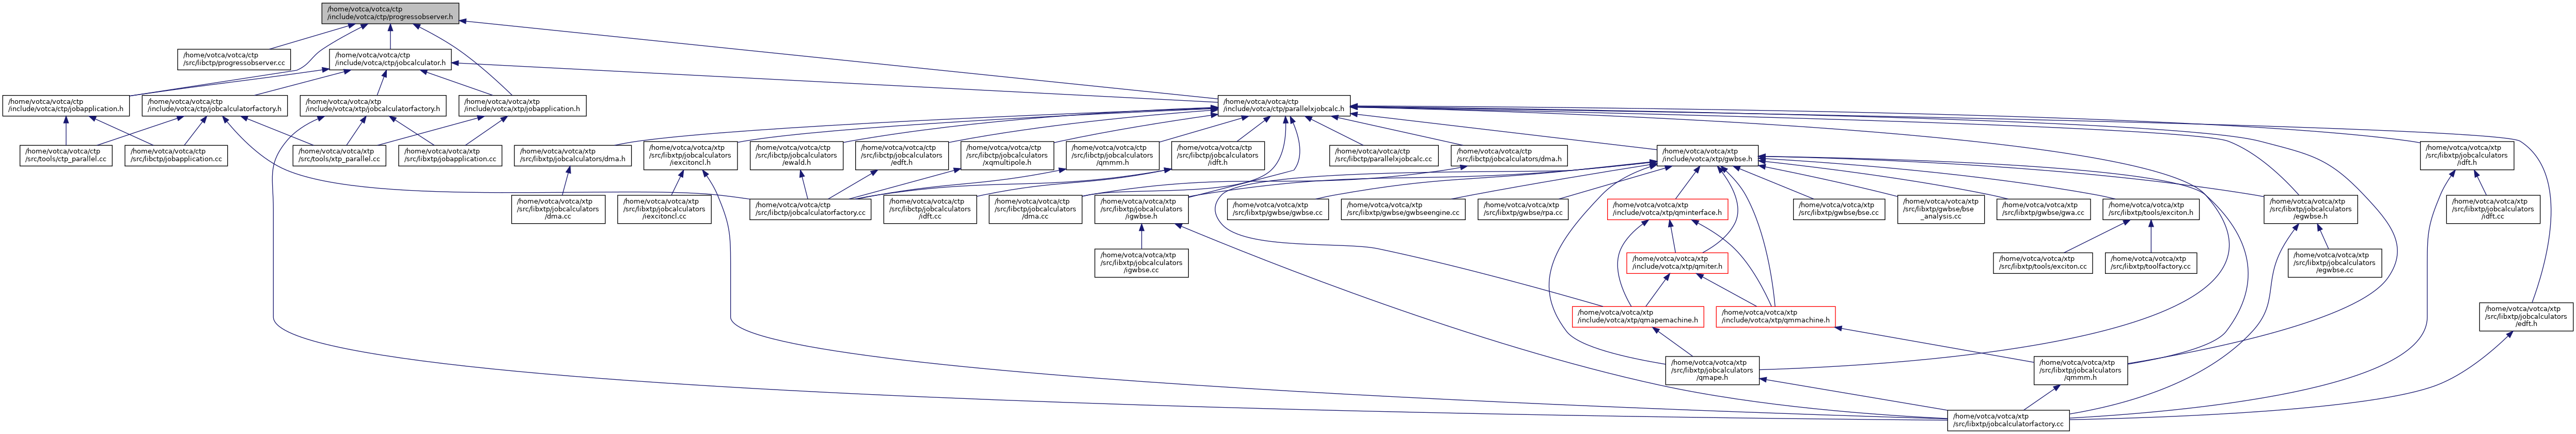 /home/votca/votca/ctp
/include/votca/ctp/progressobserver.h
/home/votca/votca/ctp
/src/libctp/progressobserver.cc
/home/votca/votca/ctp
/include/votca/ctp/jobcalculator.h
/home/votca/votca/ctp
/include/votca/ctp/jobapplication.h
/home/votca/votca/ctp
/include/votca/ctp/jobcalculatorfactory.h
/home/votca/votca/xtp
/include/votca/xtp/jobcalculatorfactory.h
/home/votca/votca/xtp
/include/votca/xtp/jobapplication.h
/home/votca/votca/ctp
/include/votca/ctp/parallelxjobcalc.h
/home/votca/votca/ctp
/src/tools/ctp_parallel.cc
/home/votca/votca/ctp
/src/libctp/jobapplication.cc
/home/votca/votca/xtp
/src/tools/xtp_parallel.cc
/home/votca/votca/xtp
/src/libxtp/jobapplication.cc
/home/votca/votca/xtp
/src/libxtp/jobcalculators/dma.h
/home/votca/votca/xtp
/src/libxtp/jobcalculators
/iexcitoncl.h
/home/votca/votca/ctp
/src/libctp/jobcalculators
/ewald.h
/home/votca/votca/ctp
/src/libctp/jobcalculators
/edft.h
/home/votca/votca/ctp
/src/libctp/jobcalculators
/xqmultipole.h
/home/votca/votca/ctp
/src/libctp/jobcalculators
/qmmm.h
/home/votca/votca/ctp
/src/libctp/jobcalculators
/idft.h
/home/votca/votca/ctp
/src/libctp/parallelxjobcalc.cc
/home/votca/votca/ctp
/src/libctp/jobcalculators/dma.h
/home/votca/votca/xtp
/include/votca/xtp/gwbse.h
/home/votca/votca/xtp
/src/libxtp/jobcalculators
/idft.h
/home/votca/votca/xtp
/src/libxtp/jobcalculators
/dma.cc
/home/votca/votca/xtp
/src/libxtp/jobcalculators
/iexcitoncl.cc
/home/votca/votca/ctp
/src/libctp/jobcalculatorfactory.cc
/home/votca/votca/ctp
/src/libctp/jobcalculators
/idft.cc
/home/votca/votca/ctp
/src/libctp/jobcalculators
/dma.cc
/home/votca/votca/xtp
/src/libxtp/jobcalculators
/igwbse.h
/home/votca/votca/xtp
/src/libxtp/gwbse/gwbse.cc
/home/votca/votca/xtp
/src/libxtp/gwbse/gwbseengine.cc
/home/votca/votca/xtp
/src/libxtp/gwbse/rpa.cc
/home/votca/votca/xtp
/include/votca/xtp/qminterface.h
/home/votca/votca/xtp
/src/libxtp/gwbse/bse.cc
/home/votca/votca/xtp
/src/libxtp/gwbse/bse
_analysis.cc
/home/votca/votca/xtp
/src/libxtp/gwbse/gwa.cc
/home/votca/votca/xtp
/src/libxtp/tools/exciton.h
/home/votca/votca/xtp
/src/libxtp/jobcalculators
/egwbse.h
/home/votca/votca/xtp
/src/libxtp/jobcalculators
/idft.cc
/home/votca/votca/xtp
/src/libxtp/jobcalculators
/igwbse.cc
/home/votca/votca/xtp
/include/votca/xtp/qmiter.h
/home/votca/votca/xtp
/src/libxtp/tools/exciton.cc
/home/votca/votca/xtp
/src/libxtp/toolfactory.cc
/home/votca/votca/xtp
/src/libxtp/jobcalculators
/egwbse.cc
/home/votca/votca/xtp
/include/votca/xtp/qmapemachine.h
/home/votca/votca/xtp
/include/votca/xtp/qmmachine.h
/home/votca/votca/xtp
/src/libxtp/jobcalculators
/edft.h
/home/votca/votca/xtp
/src/libxtp/jobcalculators
/qmape.h
/home/votca/votca/xtp
/src/libxtp/jobcalculators
/qmmm.h
/home/votca/votca/xtp
/src/libxtp/jobcalculatorfactory.cc